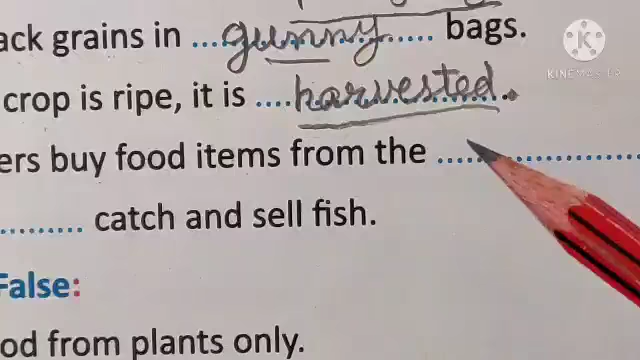 ack grains in ....gunny.... bags.
crop is ripe, it is ....harvested.
ers buy food items from the ..........
......... catch and sell fish.
False:
od from plants only.
KINEMASTER